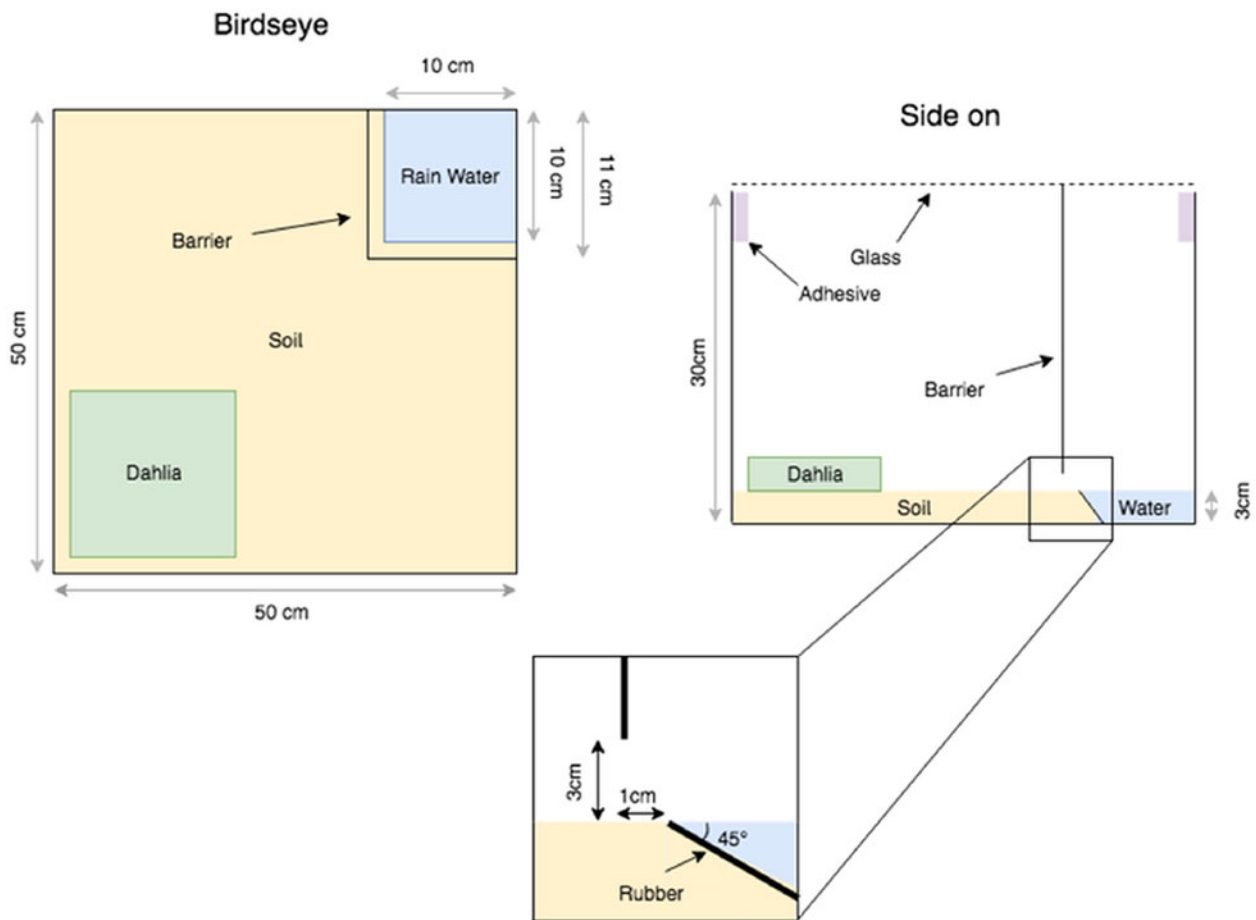 Birdseye
10 cm
Rain Water
10 cm
11 cm
Barrier
50 cm
Soil
Dahlia
50 cm
Side on
Glass
Adhesive
30cm
Barrier
Dahlia
Soil
Water
3cm
3cm
1cm
45°
Rubber